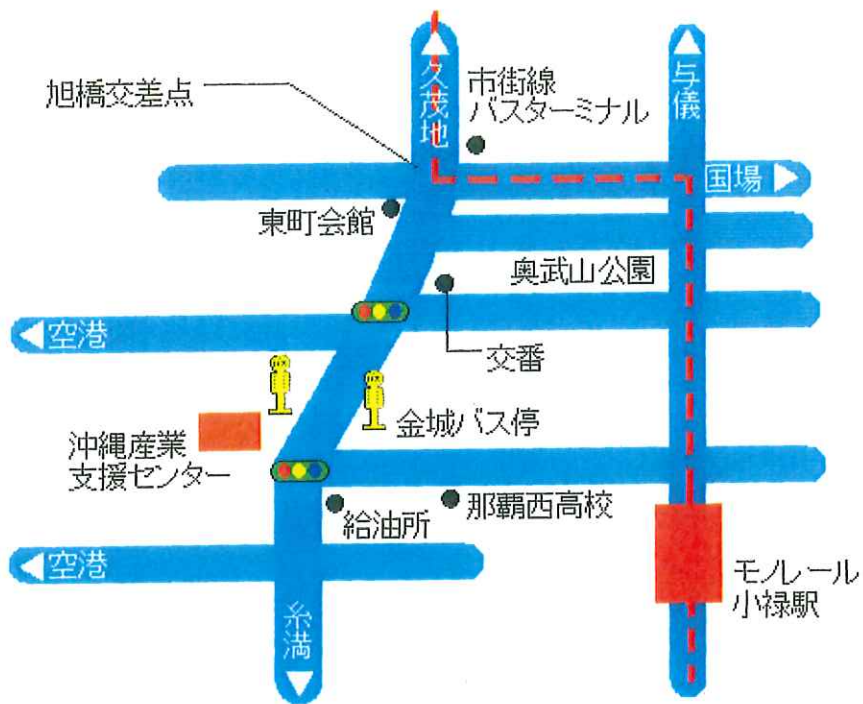 久茂地
与儀
旭橋交差点
市街線
バスターミナル
国場
東町会館
奥武山公園
空港
交番
金城バス停
沖縄産業
支援センター
那覇西高校
給油所
空港
モノレール
小禄駅
糸満